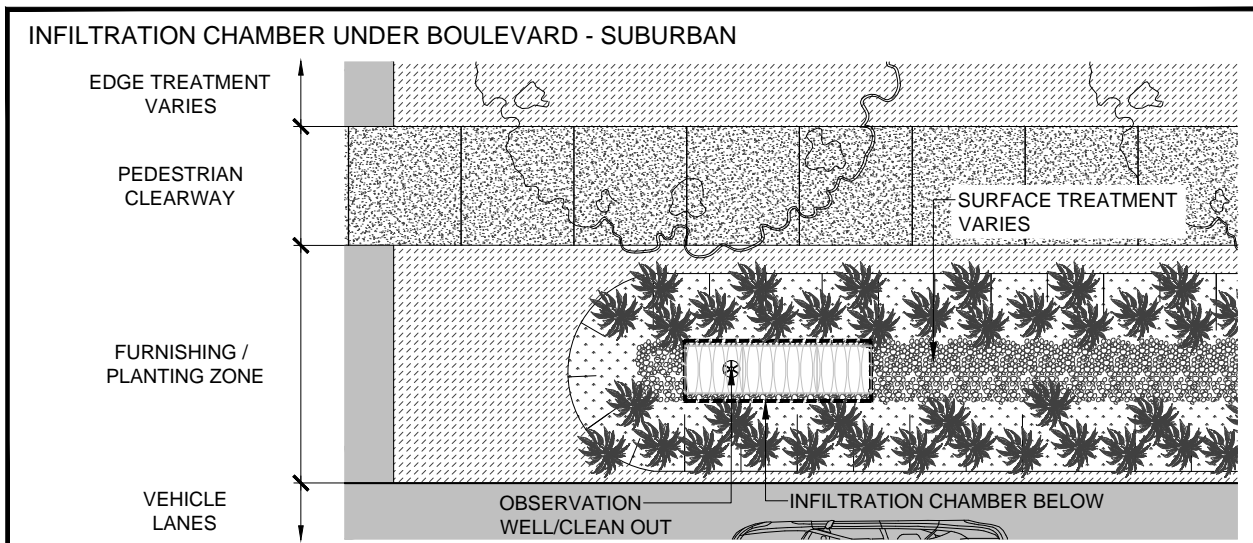 INFILTRATION CHAMBER UNDER BOULEVARD - SUBURBAN
EDGE TREATMENT
VARIES
PEDESTRIAN
CLEARWAY
SURFACE TREATMENT
VARIES
FURNISHING /
PLANTING ZONE
VEHICLE
LANES
OBSERVATION
WELL/CLEAN OUT
INFILTRATION CHAMBER BELOW